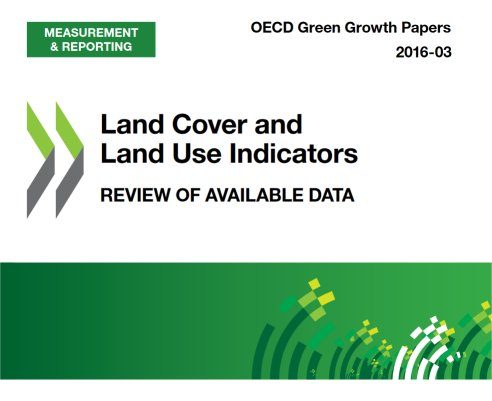 MEASUREMENT
& REPORTING
OECD Green Growth Papers
2016-03
Land Cover and
Land Use Indicators
REVIEW OF AVAILABLE DATA